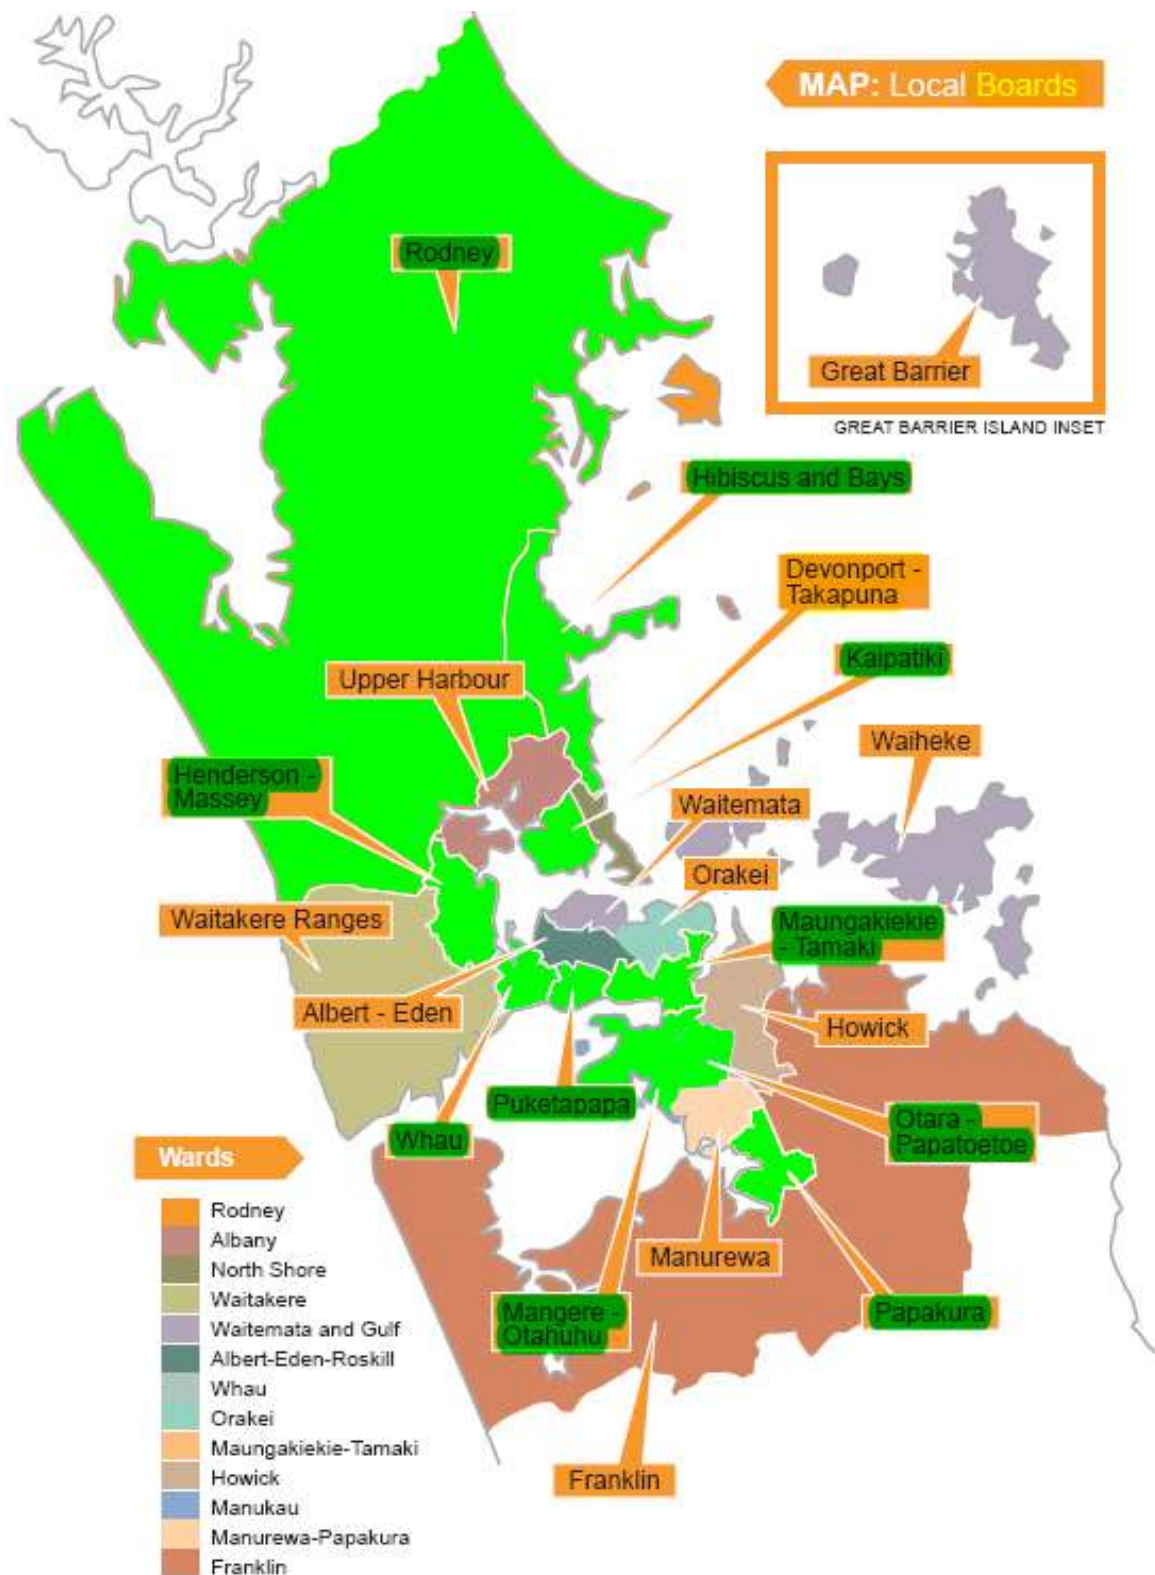 MAP: Local Boards
Rodney
Great Barrier
GREAT BARRIER ISLAND INSET
Hibiscus and Bays
Devonport -
Takapuna
Kaipatiki
Upper Harbour
Waiheke
Henderson -
Massey
Waitemata
Orakei
Waitakere Ranges
Maungakiekie
- Tamaki
Albert - Eden
Howick
Puketapapa
Otara -
Papatoetoe
Whau
Manurewa
Mangere -
Otahuhu
Papakura
Franklin
Wards
Rodney
Albany
North Shore
Waitakere
Waitemata and Gulf
Albert-Eden-Roskill
Whau
Orakei
Maungakiekie-Tamaki
Howick
Manukau
Manurewa-Papakura
Franklin